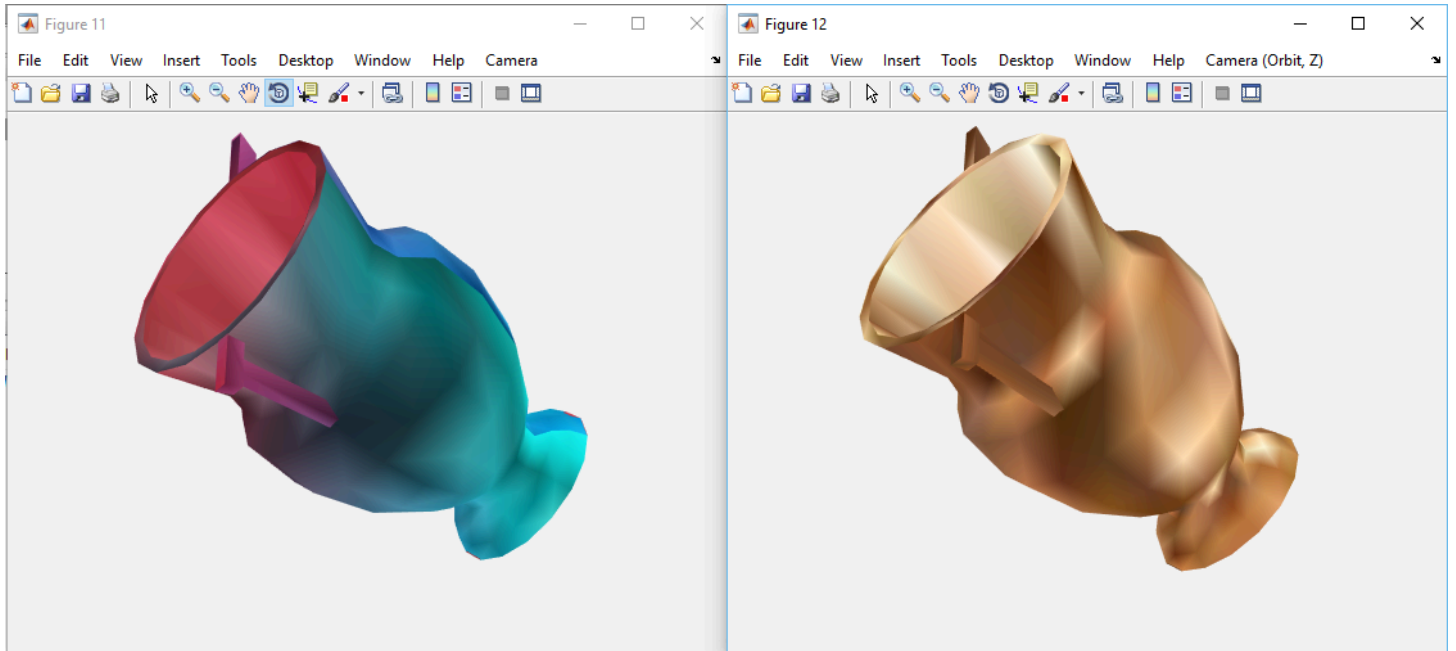 Figure 11
File Edit View Insert Tools Desktop Window Help Camera
Figure 12
File Edit View Insert Tools Desktop Window Help Camera (Orbit, Z)